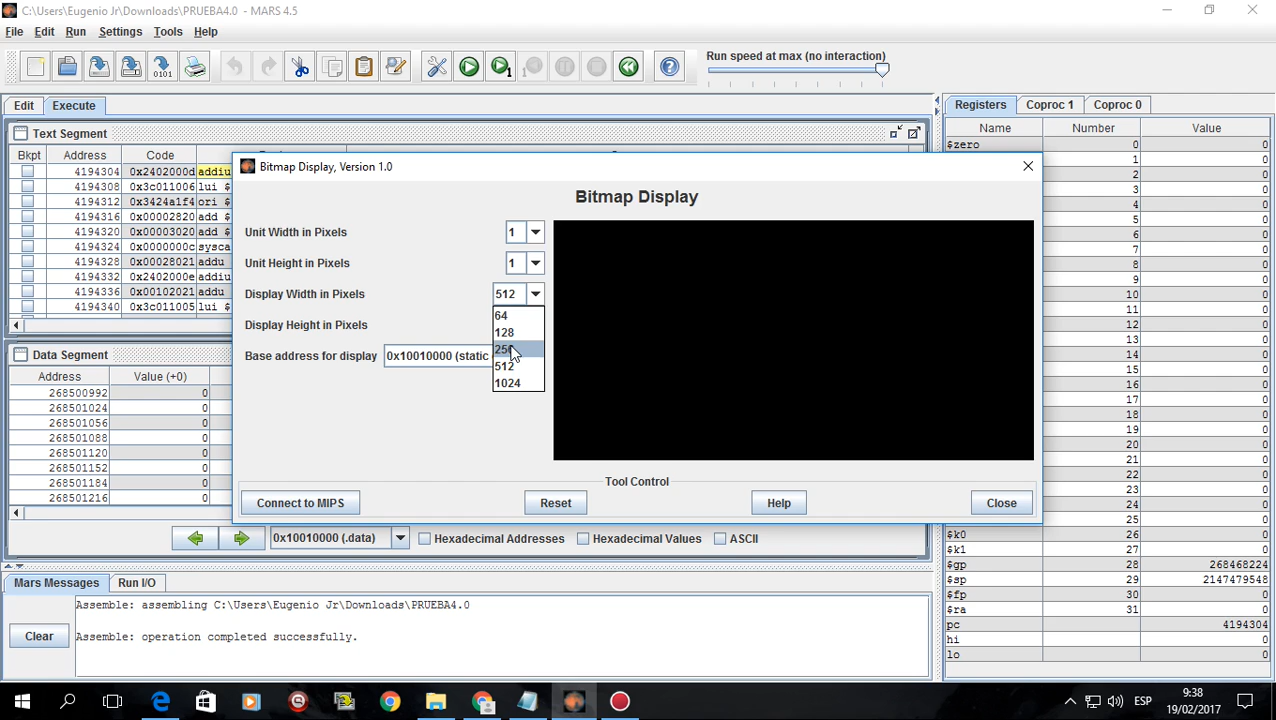 C:\Users\Eugenio Jr\Downloads\PRUEBA4.0 - MARS 4.5
File Edit Run Settings Tools Help
Run speed at max (no interaction)
Edit Execute
Text Segment
Bkpt Address Code
4194304 0x2402000d addiu
4194308 0x3c011006 lui $
4194312 0x3424a1f4 ori $
4194316 0x00002820 add $
4194320 0x00003020 add $
4194324 0x0000000c sysca
4194328 0x00028021 addu
4194332 0x2402000e addiu
4194336 0x00102021 addu
4194340 0x3c011005 lui $
Data Segment
Address Value (+0)
268500992 0
268501024 0
268501056 0
268501088 0
268501120 0
268501152 0
268501184 0
268501216 0
0x10010000 (.data) Hexadecimal Addresses Hexadecimal Values ASCII
Bitmap Display, Version 1.0
Bitmap Display
Unit Width in Pixels 1
Unit Height in Pixels 1
Display Width in Pixels 512
64
128
512
1024
Display Height in Pixels
Base address for display 0x10010000 (static
Tool Control
Connect to MIPS Reset Help Close
Registers Coproc 1 Coproc 0
Name Number Value
$zero 0 0
1 0
2 0
3 0
4 0
5 0
6 0
7 0
8 0
9 0
10 0
11 0
12 0
13 0
14 0
15 0
16 0
17 0
18 0
19 0
20 0
21 0
22 0
23 0
24 0
25 0
$k0 26 0
$k1 27 0
$gp 28 268468224
$sp 29 2147479548
$fp 30 0
$ra 31 0
pc 4194304
hi 0
lo 0
Mars Messages Run I/O
Assemble: assembling C:\Users\Eugenio Jr\Downloads\PRUEBA4.0
Assemble: operation completed successfully.
Clear
ESP
9:38
19/02/2017